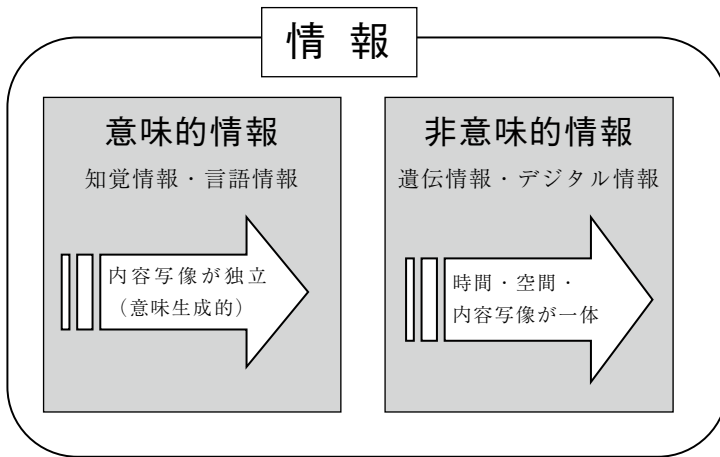 情 報
意味的情報
知覚情報・言語情報
内容写像が独立
（意味生成的）
非意味的情報
遺伝情報・デジタル情報
時間・空間・
内容写像が一体